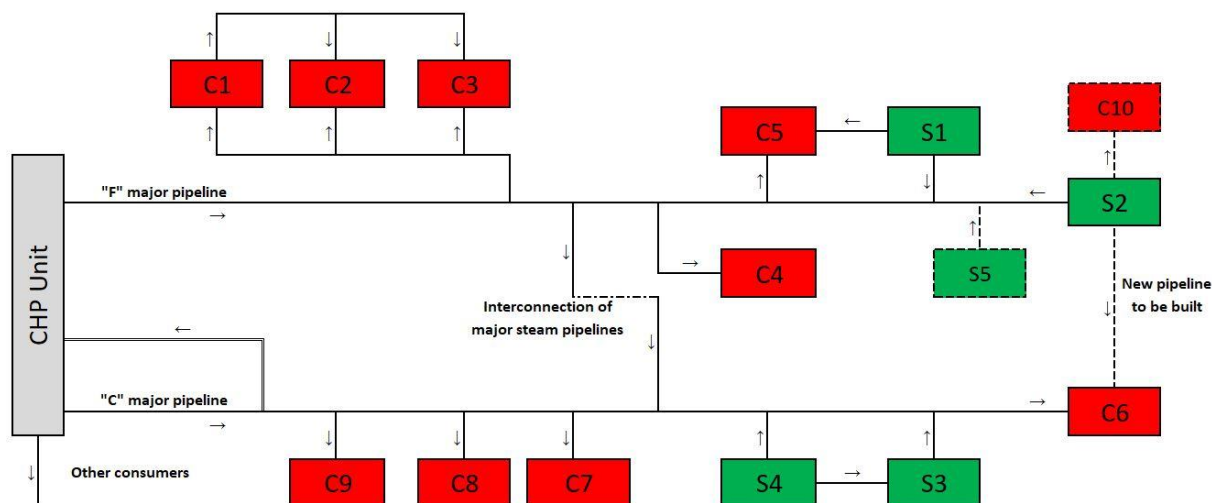 C1
C2
C3
C5
S1
C10
"F" major pipeline
S2
CHP Unit
C4
S5
New pipeline
to be built
Interconnection of
major steam pipelines
"C" major pipeline
C6
Other consumers
C9
C8
C7
S4
S3